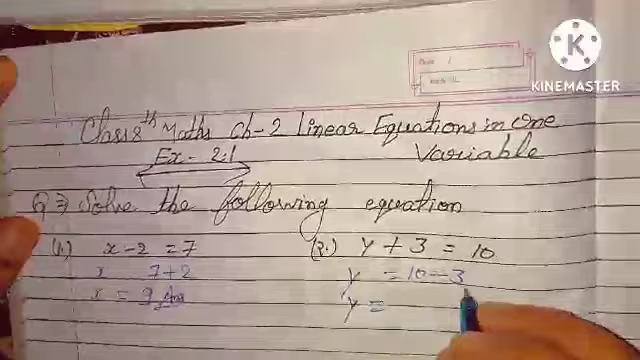 KINEMASTER
Class 8th Maths Ch-2 Linear Equations in One
Variable
Ex - 2.1
Q ⇒ Solve the following equation
(1.) x - 2 = 7
x 7 + 2
x = 9 Ans
(2.) y + 3 = 10
y = 10 - 3
y =